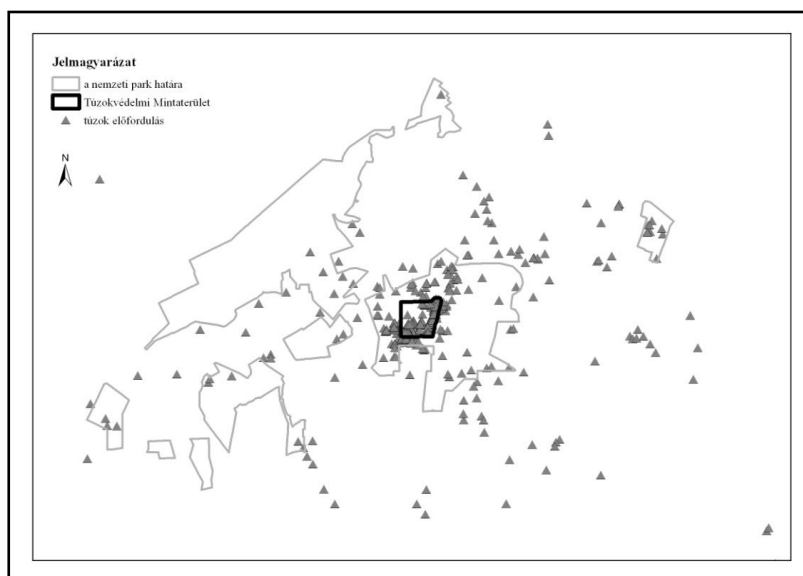 Jelmagyarázat
a nemzeti park határa
Túzokvédelmi Mintaterület
túzok előfordulás
N